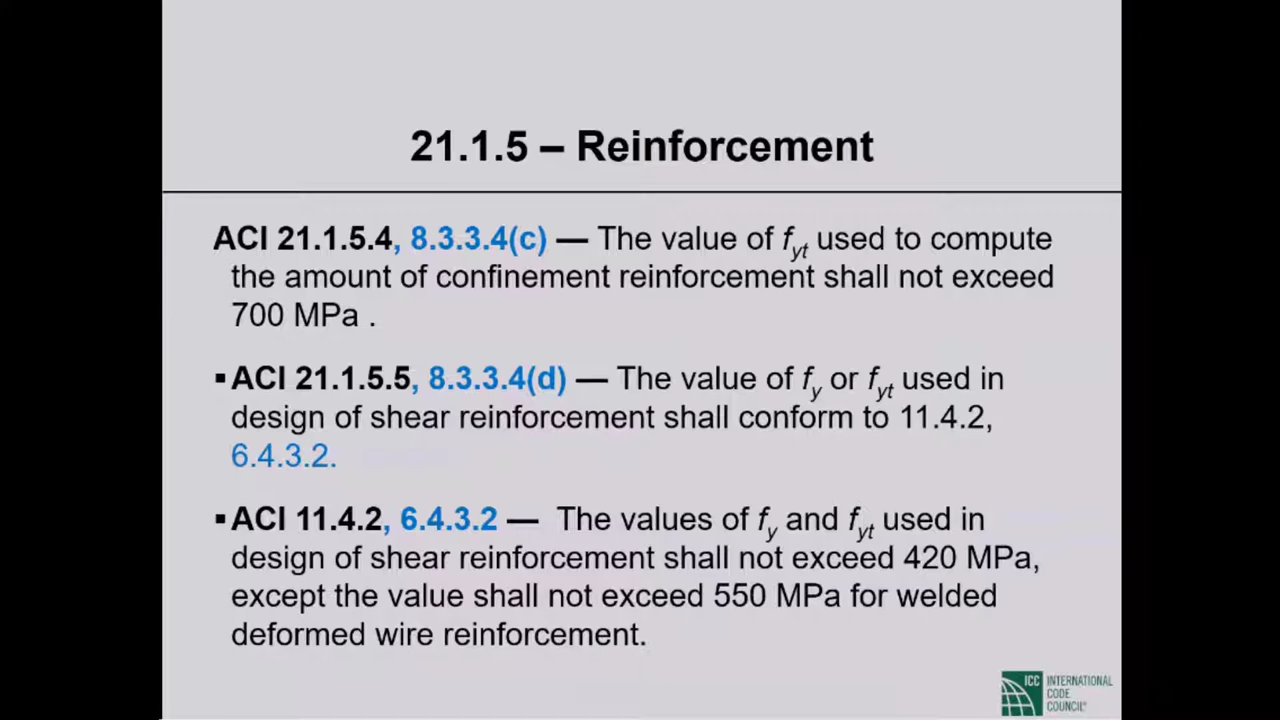 21.1.5 – Reinforcement
ACI 21.1.5.4, 8.3.3.4(c) — The value of fyt used to compute
the amount of confinement reinforcement shall not exceed
700 MPa .
▪ACI 21.1.5.5, 8.3.3.4(d) — The value of fy or fyt used in
design of shear reinforcement shall conform to 11.4.2,
6.4.3.2.
▪ACI 11.4.2, 6.4.3.2 — The values of fy and fyt used in
design of shear reinforcement shall not exceed 420 MPa,
except the value shall not exceed 550 MPa for welded
deformed wire reinforcement.
ICC INTERNATIONAL
CODE
COUNCIL®